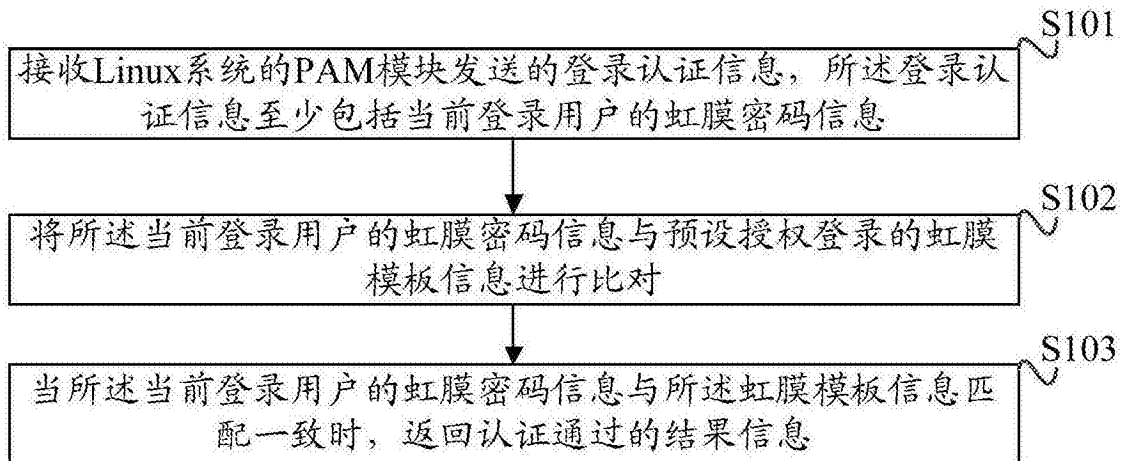 S101
接收Linux系统的PAM模块发送的登录认证信息，所述登录认
证信息至少包括当前登录用户的虹膜密码信息
S102
将所述当前登录用户的虹膜密码信息与预设授权登录的虹膜
模板信息进行比对
S103
当所述当前登录用户的虹膜密码信息与所述虹膜模板信息匹
配一致时，返回认证通过的结果信息